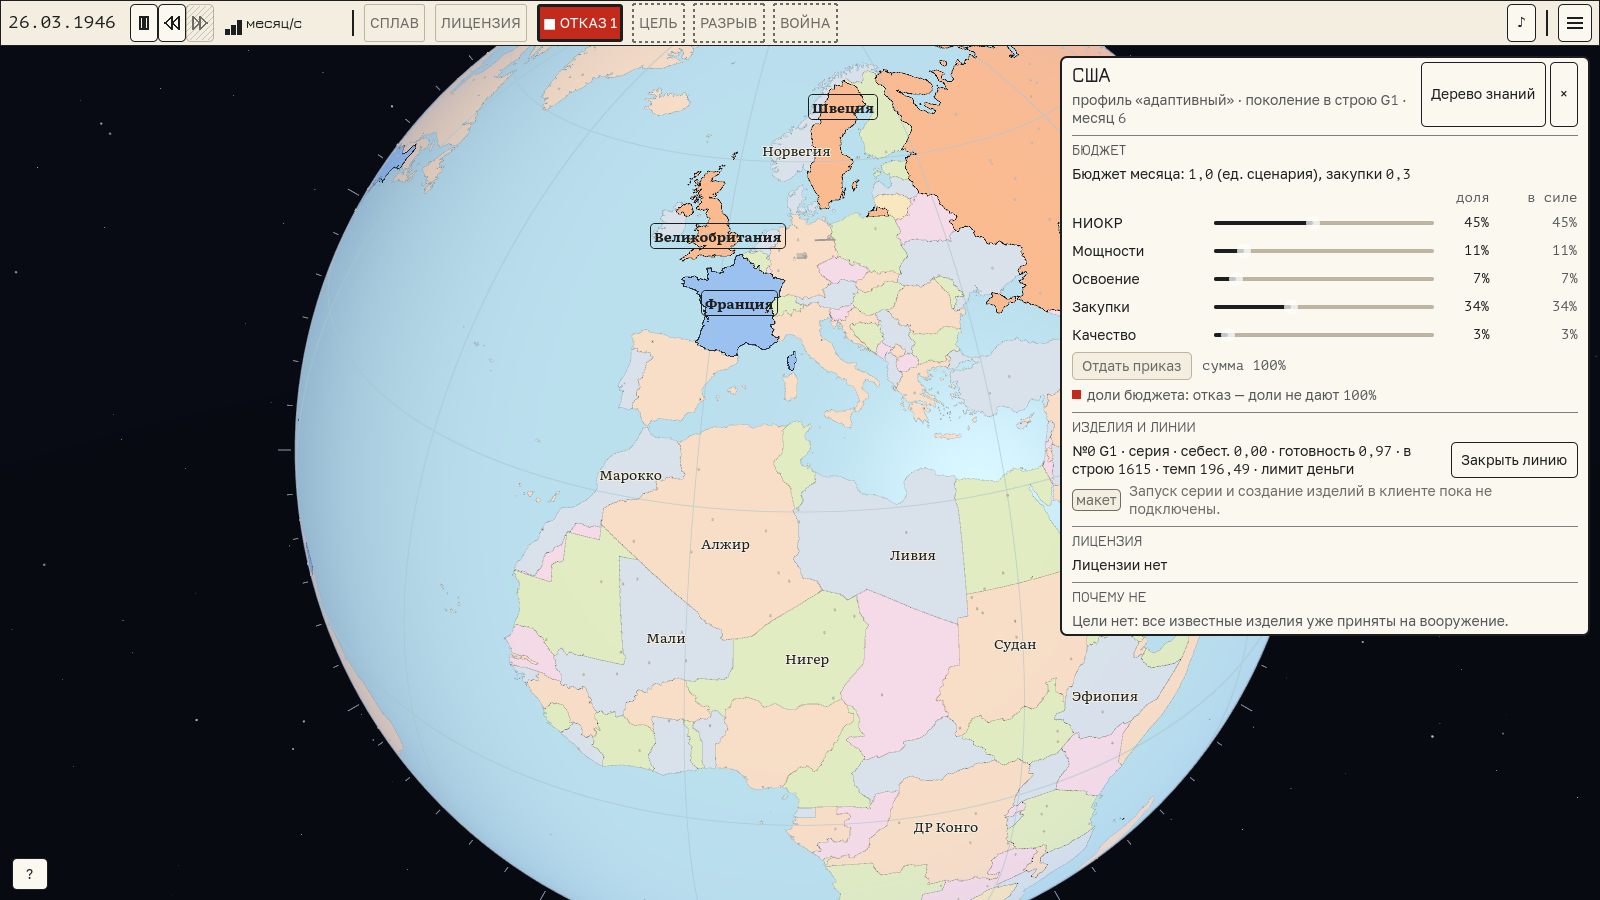 26.03.1946
месяц/с
СПЛАВ
ЛИЦЕНЗИЯ
ОТКАЗ 1
ЦЕЛЬ
РАЗРЫВ
ВОЙНА
♪
США
профиль «адаптивный» · поколение в строю G1 ·
месяц 6
Дерево знаний
×
БЮДЖЕТ
Бюджет месяца: 1,0 (ед. сценария), закупки 0,3
доля в силе
НИОКР 45% 45%
Мощности 11% 11%
Освоение 7% 7%
Закупки 34% 34%
Качество 3% 3%
Отдать приказ сумма 100%
доли бюджета: отказ — доли не дают 100%
ИЗДЕЛИЯ И ЛИНИИ
№0 G1 · серия · себест. 0,00 · готовность 0,97 · в
строю 1615 · темп 196,49 · лимит деньги
Закрыть линию
макет
Запуск серии и создание изделий в клиенте пока не
подключены.
ЛИЦЕНЗИЯ
Лицензии нет
ПОЧЕМУ НЕ
Цели нет: все известные изделия уже приняты на вооружение.
Швеция
Норвегия
Великобритания
Франция
Марокко
Алжир
Ливия
Мали
Нигер
Судан
Эфиопия
ДР Конго
?